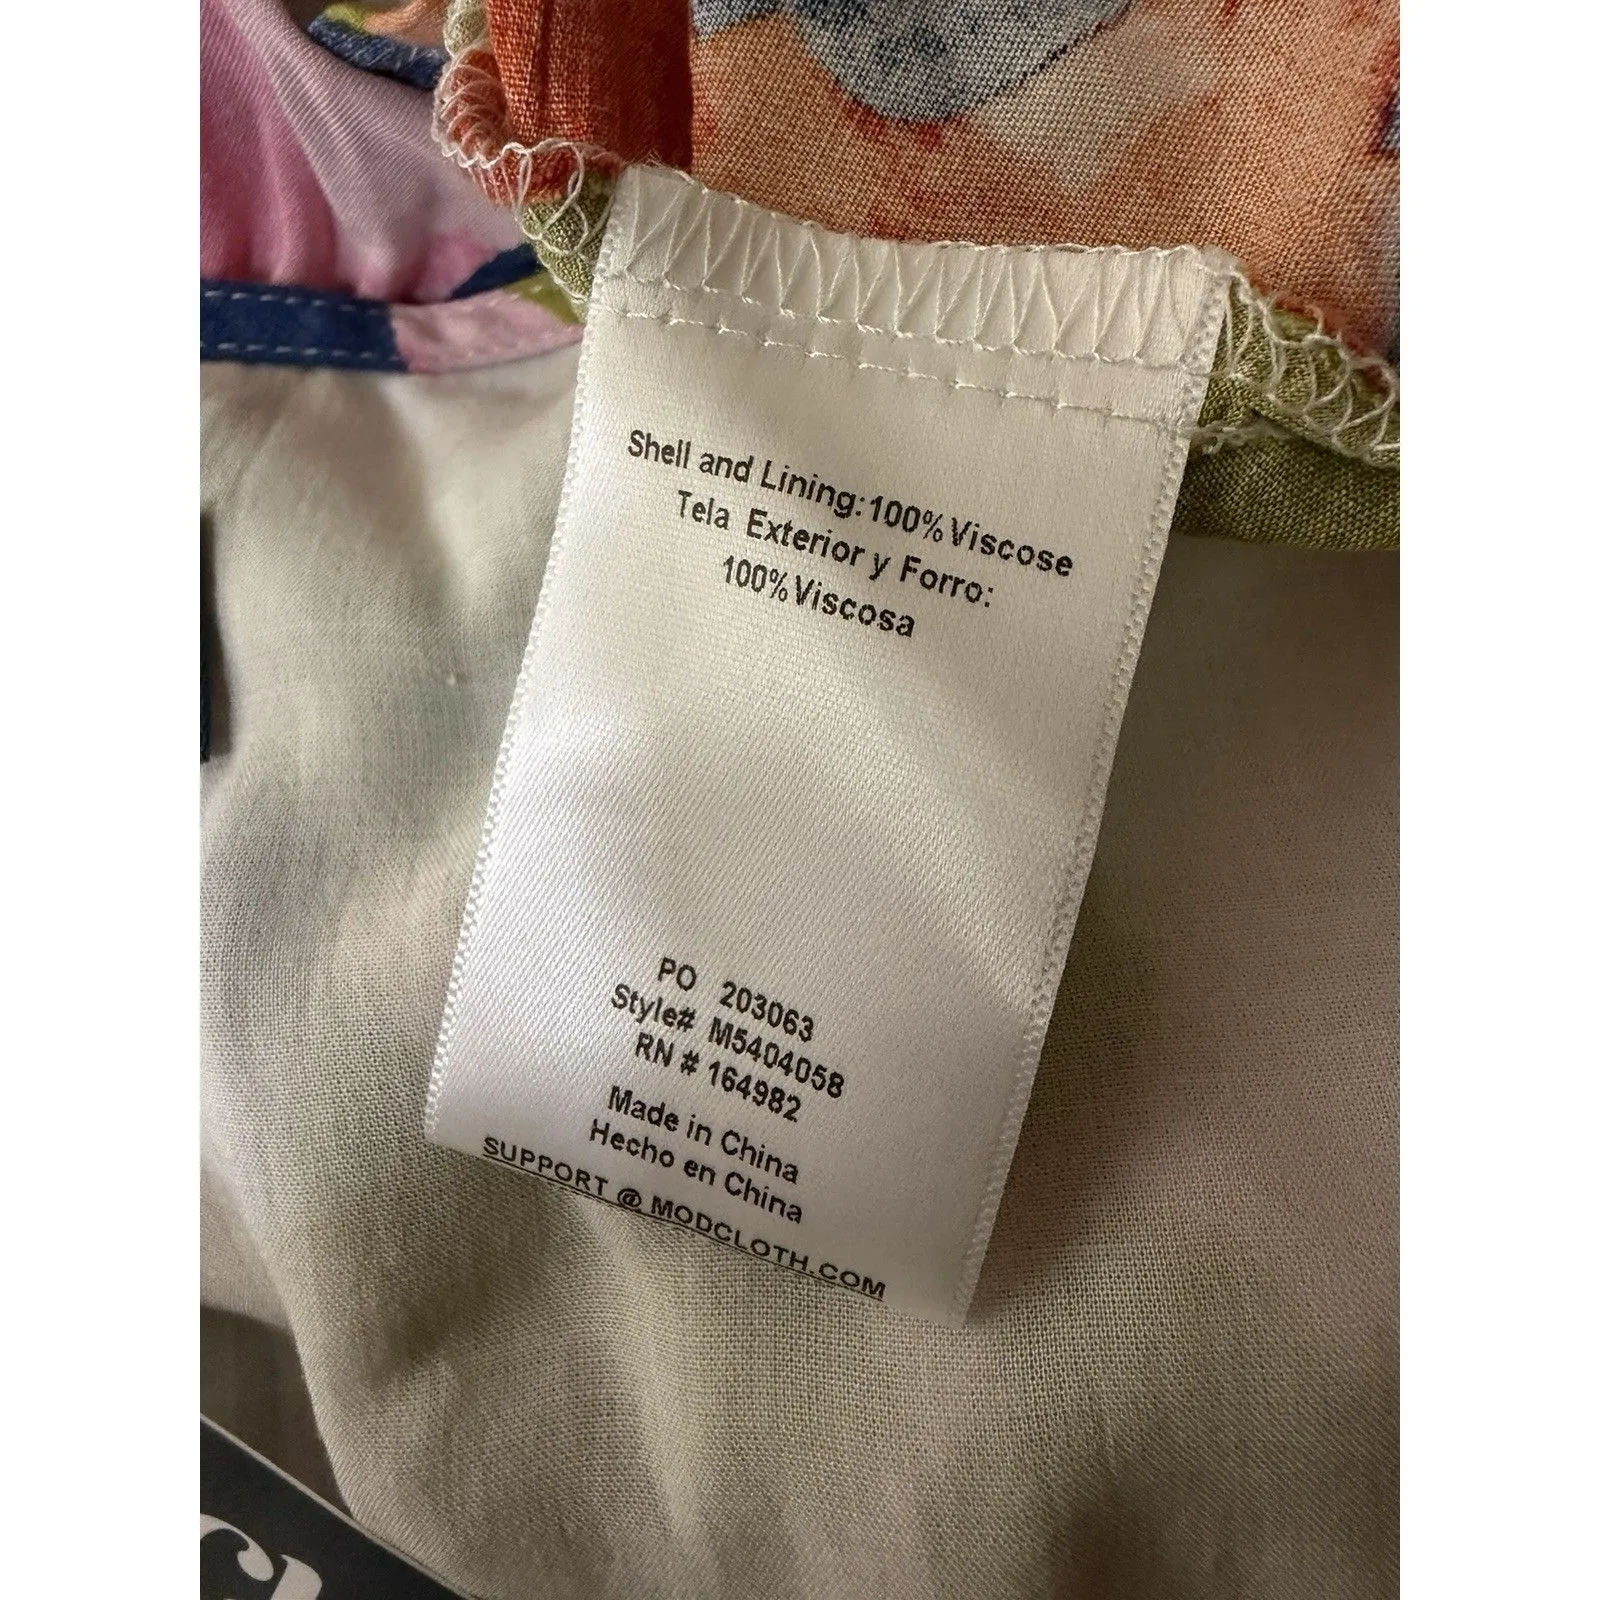 Shell and Lining:100%Viscose
Tela Exterior y Forro:
100%Viscosa
PO 203063
Style# M5404058
RN # 164982
Made in China
Hecho en China
SUPPORT @ MODCLOTH.COM